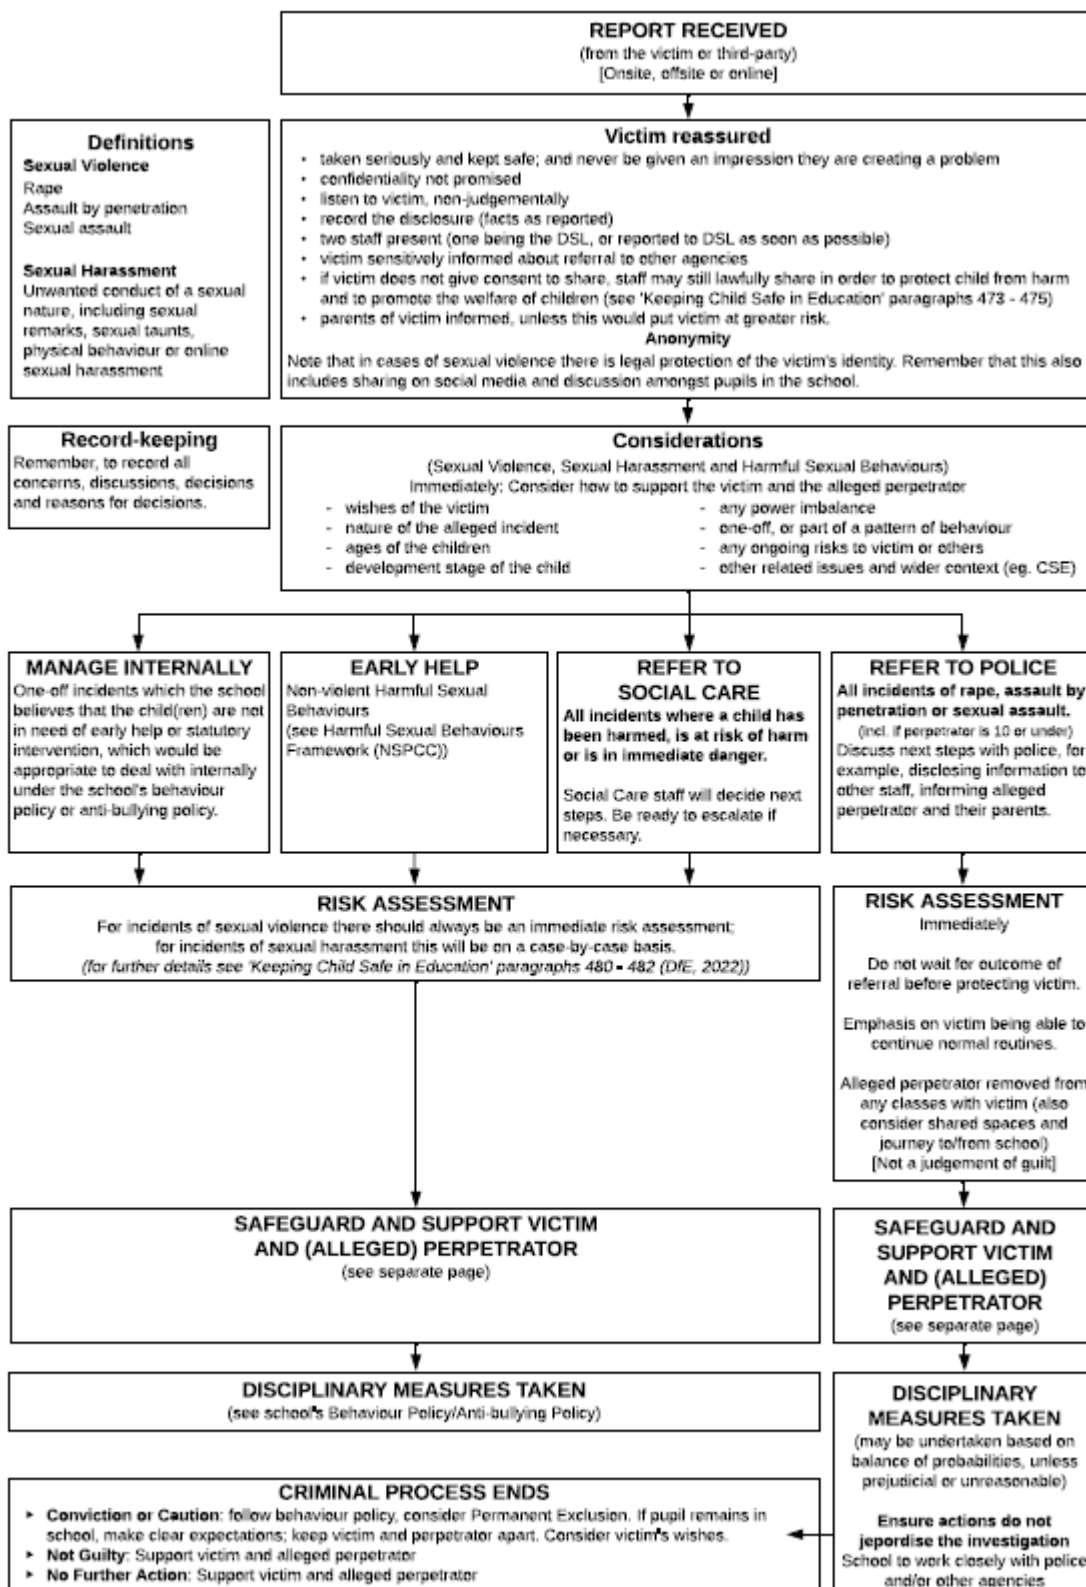 REPORT RECEIVED
(from the victim or third-party)
[Onsite, offsite or online]
Definitions
Sexual Violence
Rape
Assault by penetration
Sexual assault
Sexual Harassment
Unwanted conduct of a sexual
nature, including sexual
remarks, sexual taunts,
physical behaviour or online
sexual harassment
Victim reassured
• taken seriously and kept safe; and never be given an impression they are creating a problem
• confidentiality not promised
• listen to victim, non-judgementally
• record the disclosure (facts as reported)
• two staff present (one being the DSL, or reported to DSL as soon as possible)
• victim sensitively informed about referral to other agencies
• if victim does not give consent to share, staff may still lawfully share in order to protect child from harm
and to promote the welfare of children (see 'Keeping Child Safe in Education' paragraphs 473 - 475)
• parents of victim informed, unless this would put victim at greater risk.
Anonymity
Note that in cases of sexual violence there is legal protection of the victim's identity. Remember that this also
includes sharing on social media and discussion amongst pupils in the school.
Record-keeping
Remember, to record all
concerns, discussions, decisions
and reasons for decisions.
Considerations
(Sexual Violence, Sexual Harassment and Harmful Sexual Behaviours)
Immediately: Consider how to support the victim and the alleged perpetrator
- wishes of the victim
- nature of the alleged incident
- ages of the children
- development stage of the child
- any power imbalance
- one-off, or part of a pattern of behaviour
- any ongoing risks to victim or others
- other related issues and wider context (eg. CSE)
MANAGE INTERNALLY
One-off incidents which the school
believes that the child(ren) are not
in need of early help or statutory
intervention, which would be
appropriate to deal with internally
under the school's behaviour
policy or anti-bullying policy.
EARLY HELP
Non-violent Harmful Sexual
Behaviours
(see Harmful Sexual Behaviours
Framework (NSPCC))
REFER TO
SOCIAL CARE
All incidents where a child has
been harmed, is at risk of harm
or is in immediate danger.
Social Care staff will decide next
steps. Be ready to escalate if
necessary.
REFER TO POLICE
All incidents of rape, assault by
penetration or sexual assault.
(incl. if perpetrator is 10 or under)
Discuss next steps with police, for
example, disclosing information to
other staff, informing alleged
perpetrator and their parents.
RISK ASSESSMENT
For incidents of sexual violence there should always be an immediate risk assessment;
for incidents of sexual harassment this will be on a case-by-case basis.
(for further details see 'Keeping Child Safe in Education' paragraphs 480 - 482 (DfE, 2022))
RISK ASSESSMENT
Immediately
Do not wait for outcome of
referral before protecting victim.
Emphasis on victim being able to
continue normal routines.
Alleged perpetrator removed from
any classes with victim (also
consider shared spaces and
journey to/from school)
[Not a judgement of guilt]
SAFEGUARD AND SUPPORT VICTIM
AND (ALLEGED) PERPETRATOR
(see separate page)
SAFEGUARD AND
SUPPORT VICTIM
AND (ALLEGED)
PERPETRATOR
(see separate page)
DISCIPLINARY MEASURES TAKEN
(see school's Behaviour Policy/Anti-bullying Policy)
DISCIPLINARY
MEASURES TAKEN
(may be undertaken based on
balance of probabilities, unless
prejudicial or unreasonable)
Ensure actions do not
jepordise the investigation
School to work closely with police
and/or other agencies
CRIMINAL PROCESS ENDS
► Conviction or Caution: follow behaviour policy, consider Permanent Exclusion. If pupil remains in
school, make clear expectations; keep victim and perpetrator apart. Consider victim's wishes.
► Not Guilty: Support victim and alleged perpetrator
► No Further Action: Support victim and alleged perpetrator